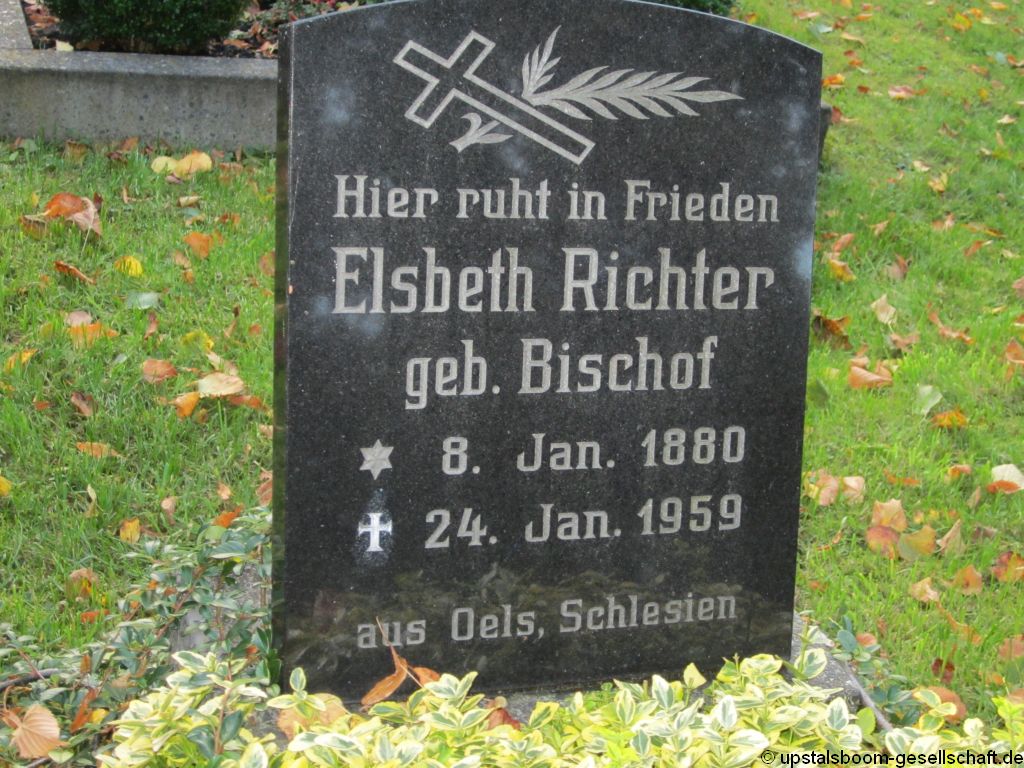 Hier ruht in Frieden
Elsbeth Richter
geb. Bischof
8. Jan. 1880
24. Jan. 1959
aus Oels, Schlesien
© upstalsboom-gesellschaft.de